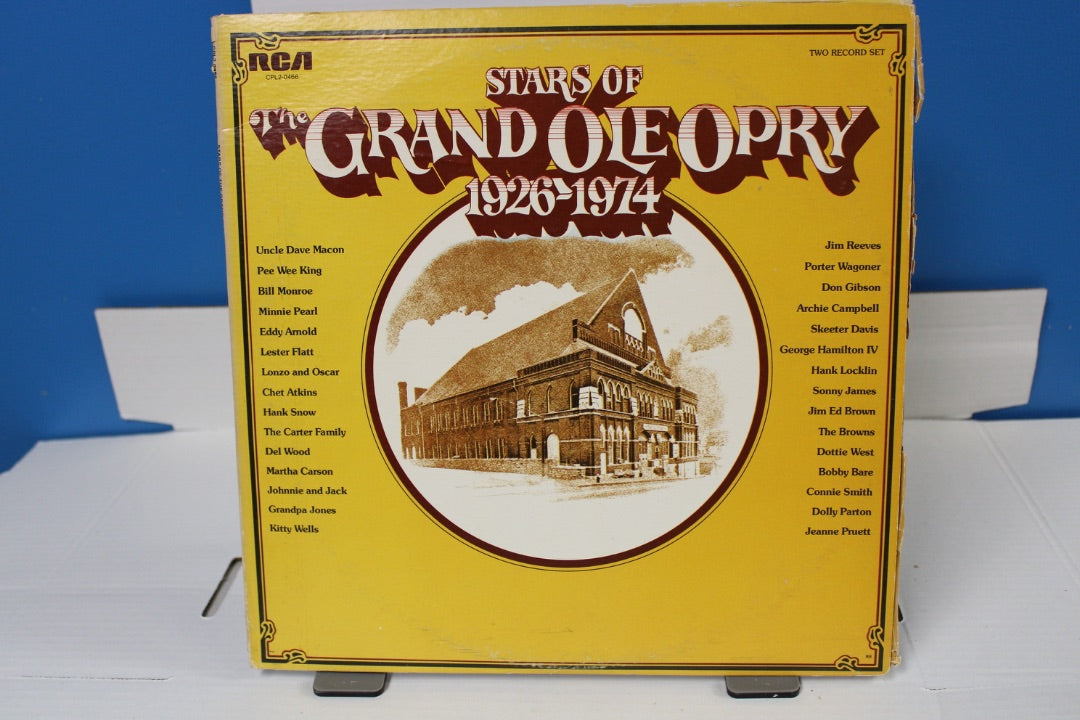 RCA
CPL2-0466
TWO RECORD SET
STARS OF
The GRAND OLE OPRY
1926-1974
Uncle Dave Macon
Pee Wee King
Bill Monroe
Minnie Pearl
Eddy Arnold
Lester Flatt
Lonzo and Oscar
Chet Atkins
Hank Snow
The Carter Family
Del Wood
Martha Carson
Johnnie and Jack
Grandpa Jones
Kitty Wells
Jim Reeves
Porter Wagoner
Don Gibson
Archie Campbell
Skeeter Davis
George Hamilton IV
Hank Locklin
Sonny James
Jim Ed Brown
The Browns
Dottie West
Bobby Bare
Connie Smith
Dolly Parton
Jeanne Pruett